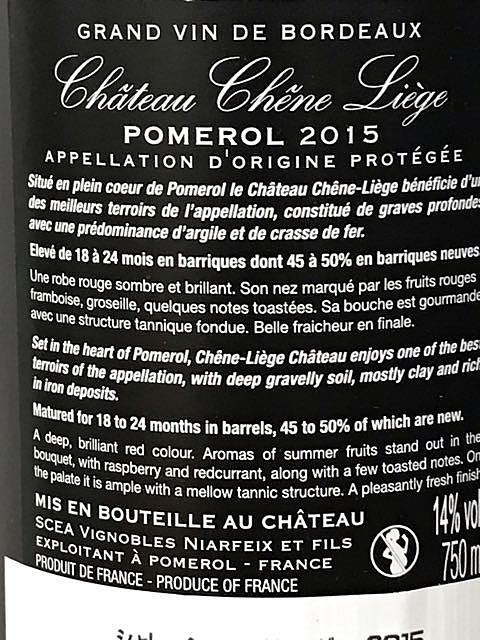 GRAND VIN DE BORDEAUX
Château Chêne Liège
POMEROL 2015
APPELLATION D'ORIGINE PROTÉGÉE
Situé en plein coeur de Pomerol le Château Chêne-Liège bénéficie d'un
des meilleurs terroirs de l'appellation, constitué de graves profondes
avec une prédominance d'argile et de crasse de fer.
Elevé de 18 à 24 mois en barriques dont 45 à 50% en barriques neuves.
Une robe rouge sombre et brillant. Son nez marqué par les fruits rouges
framboise, groseille, quelques notes toastées. Sa bouche est gourmande
avec une structure tannique fondue. Belle fraicheur en finale.
Set in the heart of Pomerol, Chêne-Liège Château enjoys one of the best
terroirs of the appellation, with deep gravelly soil, mostly clay and rich
in iron deposits.
Matured for 18 to 24 months in barrels, 45 to 50% of which are new.
A deep, brilliant red colour. Aromas of summer fruits stand out in the
bouquet, with raspberry and redcurrant, along with a few toasted notes. On
the palate it is ample with a mellow tannic structure. A pleasantly fresh finish
MIS EN BOUTEILLE AU CHÂTEAU
SCEA VIGNOBLES NIARFEIX ET FILS
EXPLOITANT À POMEROL - FRANCE
PRODUIT DE FRANCE - PRODUCE OF FRANCE
14% vol
750 m